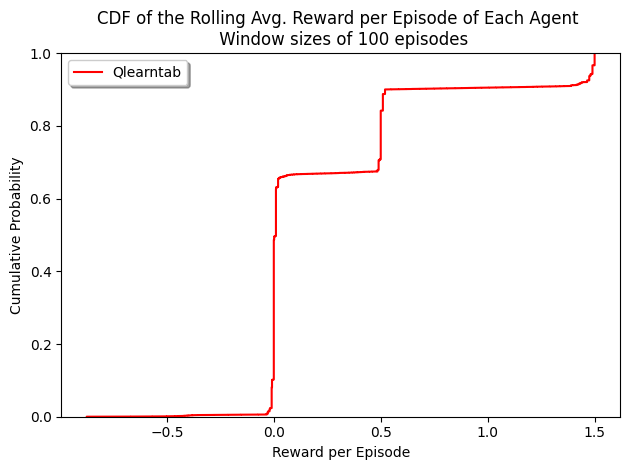 CDF of the Rolling Avg. Reward per Episode of Each Agent
Window sizes of 100 episodes
Qlearntab
1.0
0.8
0.6
0.4
0.2
0.0
Cumulative Probability
−0.5 0.0 0.5 1.0 1.5
Reward per Episode